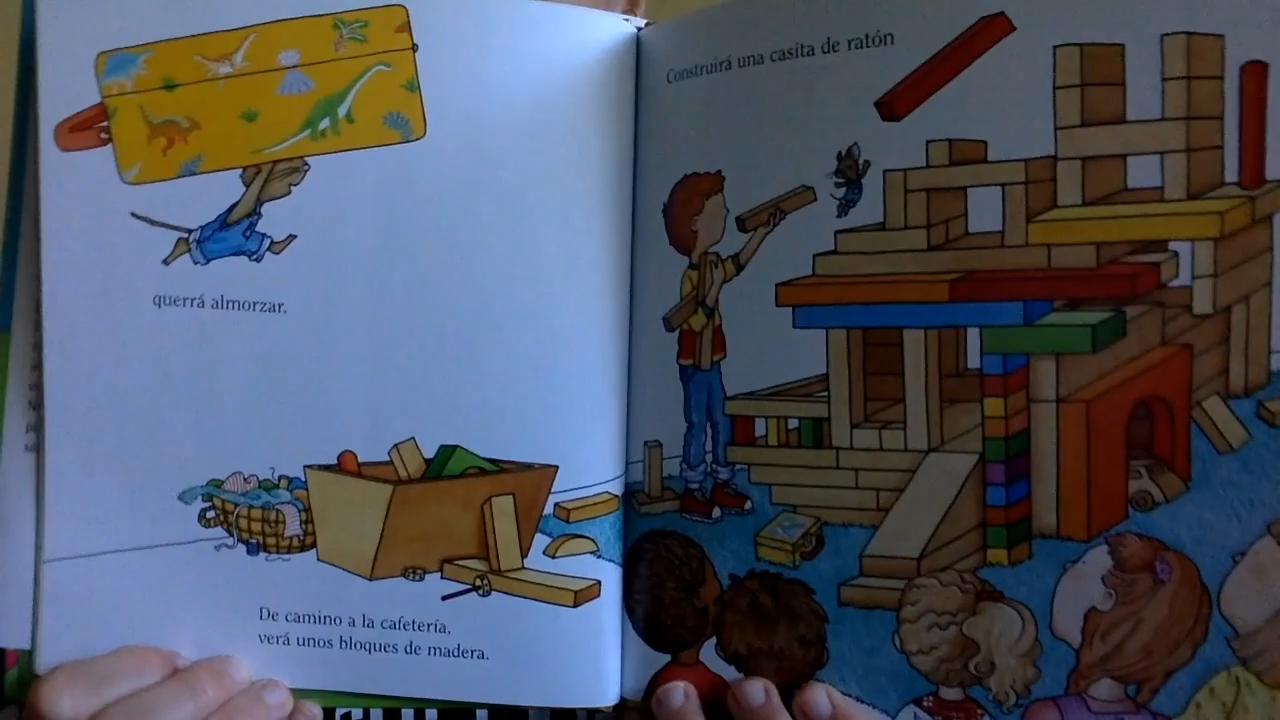 querrá almorzar.
De camino a la cafetería,
verá unos bloques de madera.
Construirá una casita de ratón